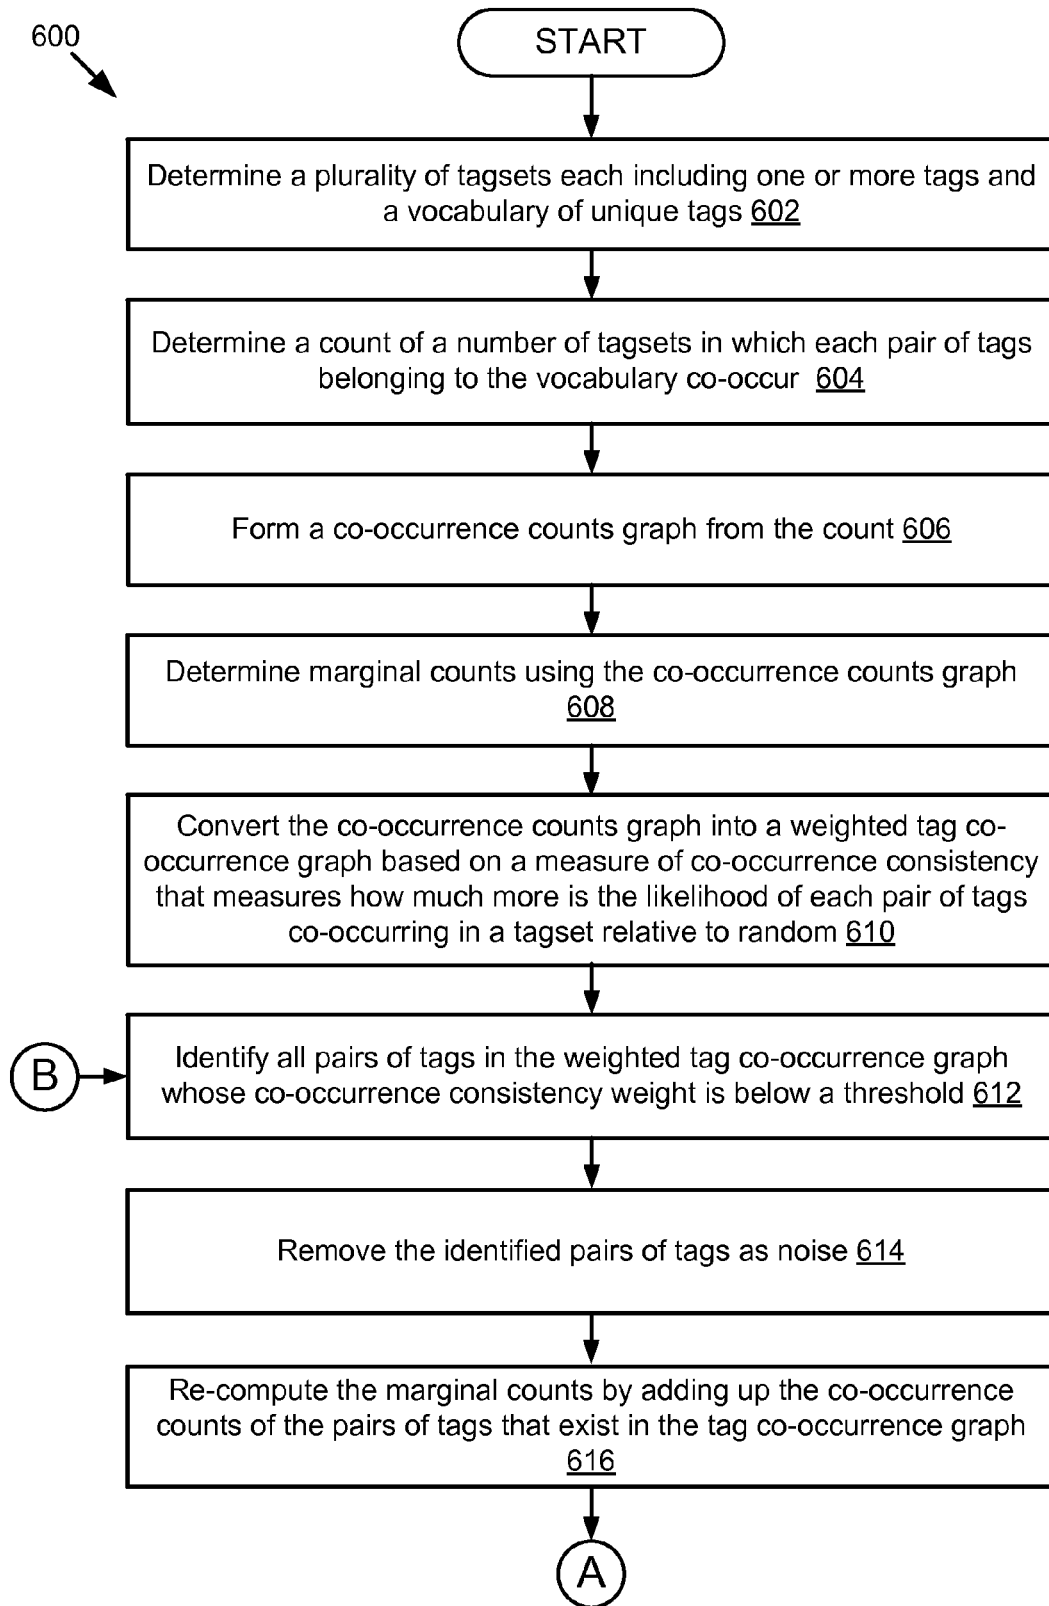 600
START
Determine a plurality of tagsets each including one or more tags and
a vocabulary of unique tags 602
Determine a count of a number of tagsets in which each pair of tags
belonging to the vocabulary co-occur 604
Form a co-occurrence counts graph from the count 606
Determine marginal counts using the co-occurrence counts graph
608
Convert the co-occurrence counts graph into a weighted tag co-
occurrence graph based on a measure of co-occurrence consistency
that measures how much more is the likelihood of each pair of tags
co-occurring in a tagset relative to random 610
B
Identify all pairs of tags in the weighted tag co-occurrence graph
whose co-occurrence consistency weight is below a threshold 612
Remove the identified pairs of tags as noise 614
Re-compute the marginal counts by adding up the co-occurrence
counts of the pairs of tags that exist in the tag co-occurrence graph
616
A